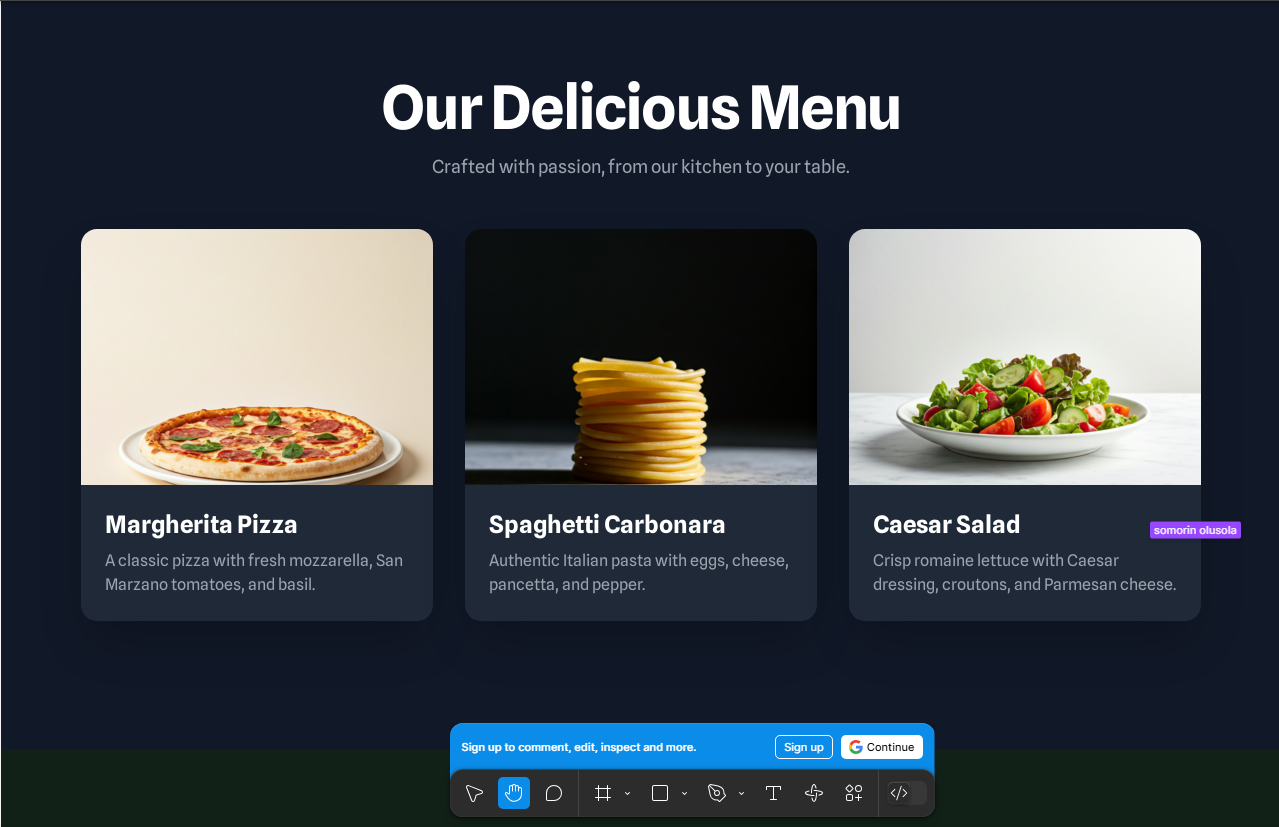 Our Delicious Menu
Crafted with passion, from our kitchen to your table.
Margherita Pizza
A classic pizza with fresh mozzarella, San
Marzano tomatoes, and basil.
Spaghetti Carbonara
Authentic Italian pasta with eggs, cheese,
pancetta, and pepper.
Caesar Salad
Crisp romaine lettuce with Caesar
dressing, croutons, and Parmesan cheese.
somorin olusola
Sign up to comment, edit, inspect and more.
Sign up
Continue